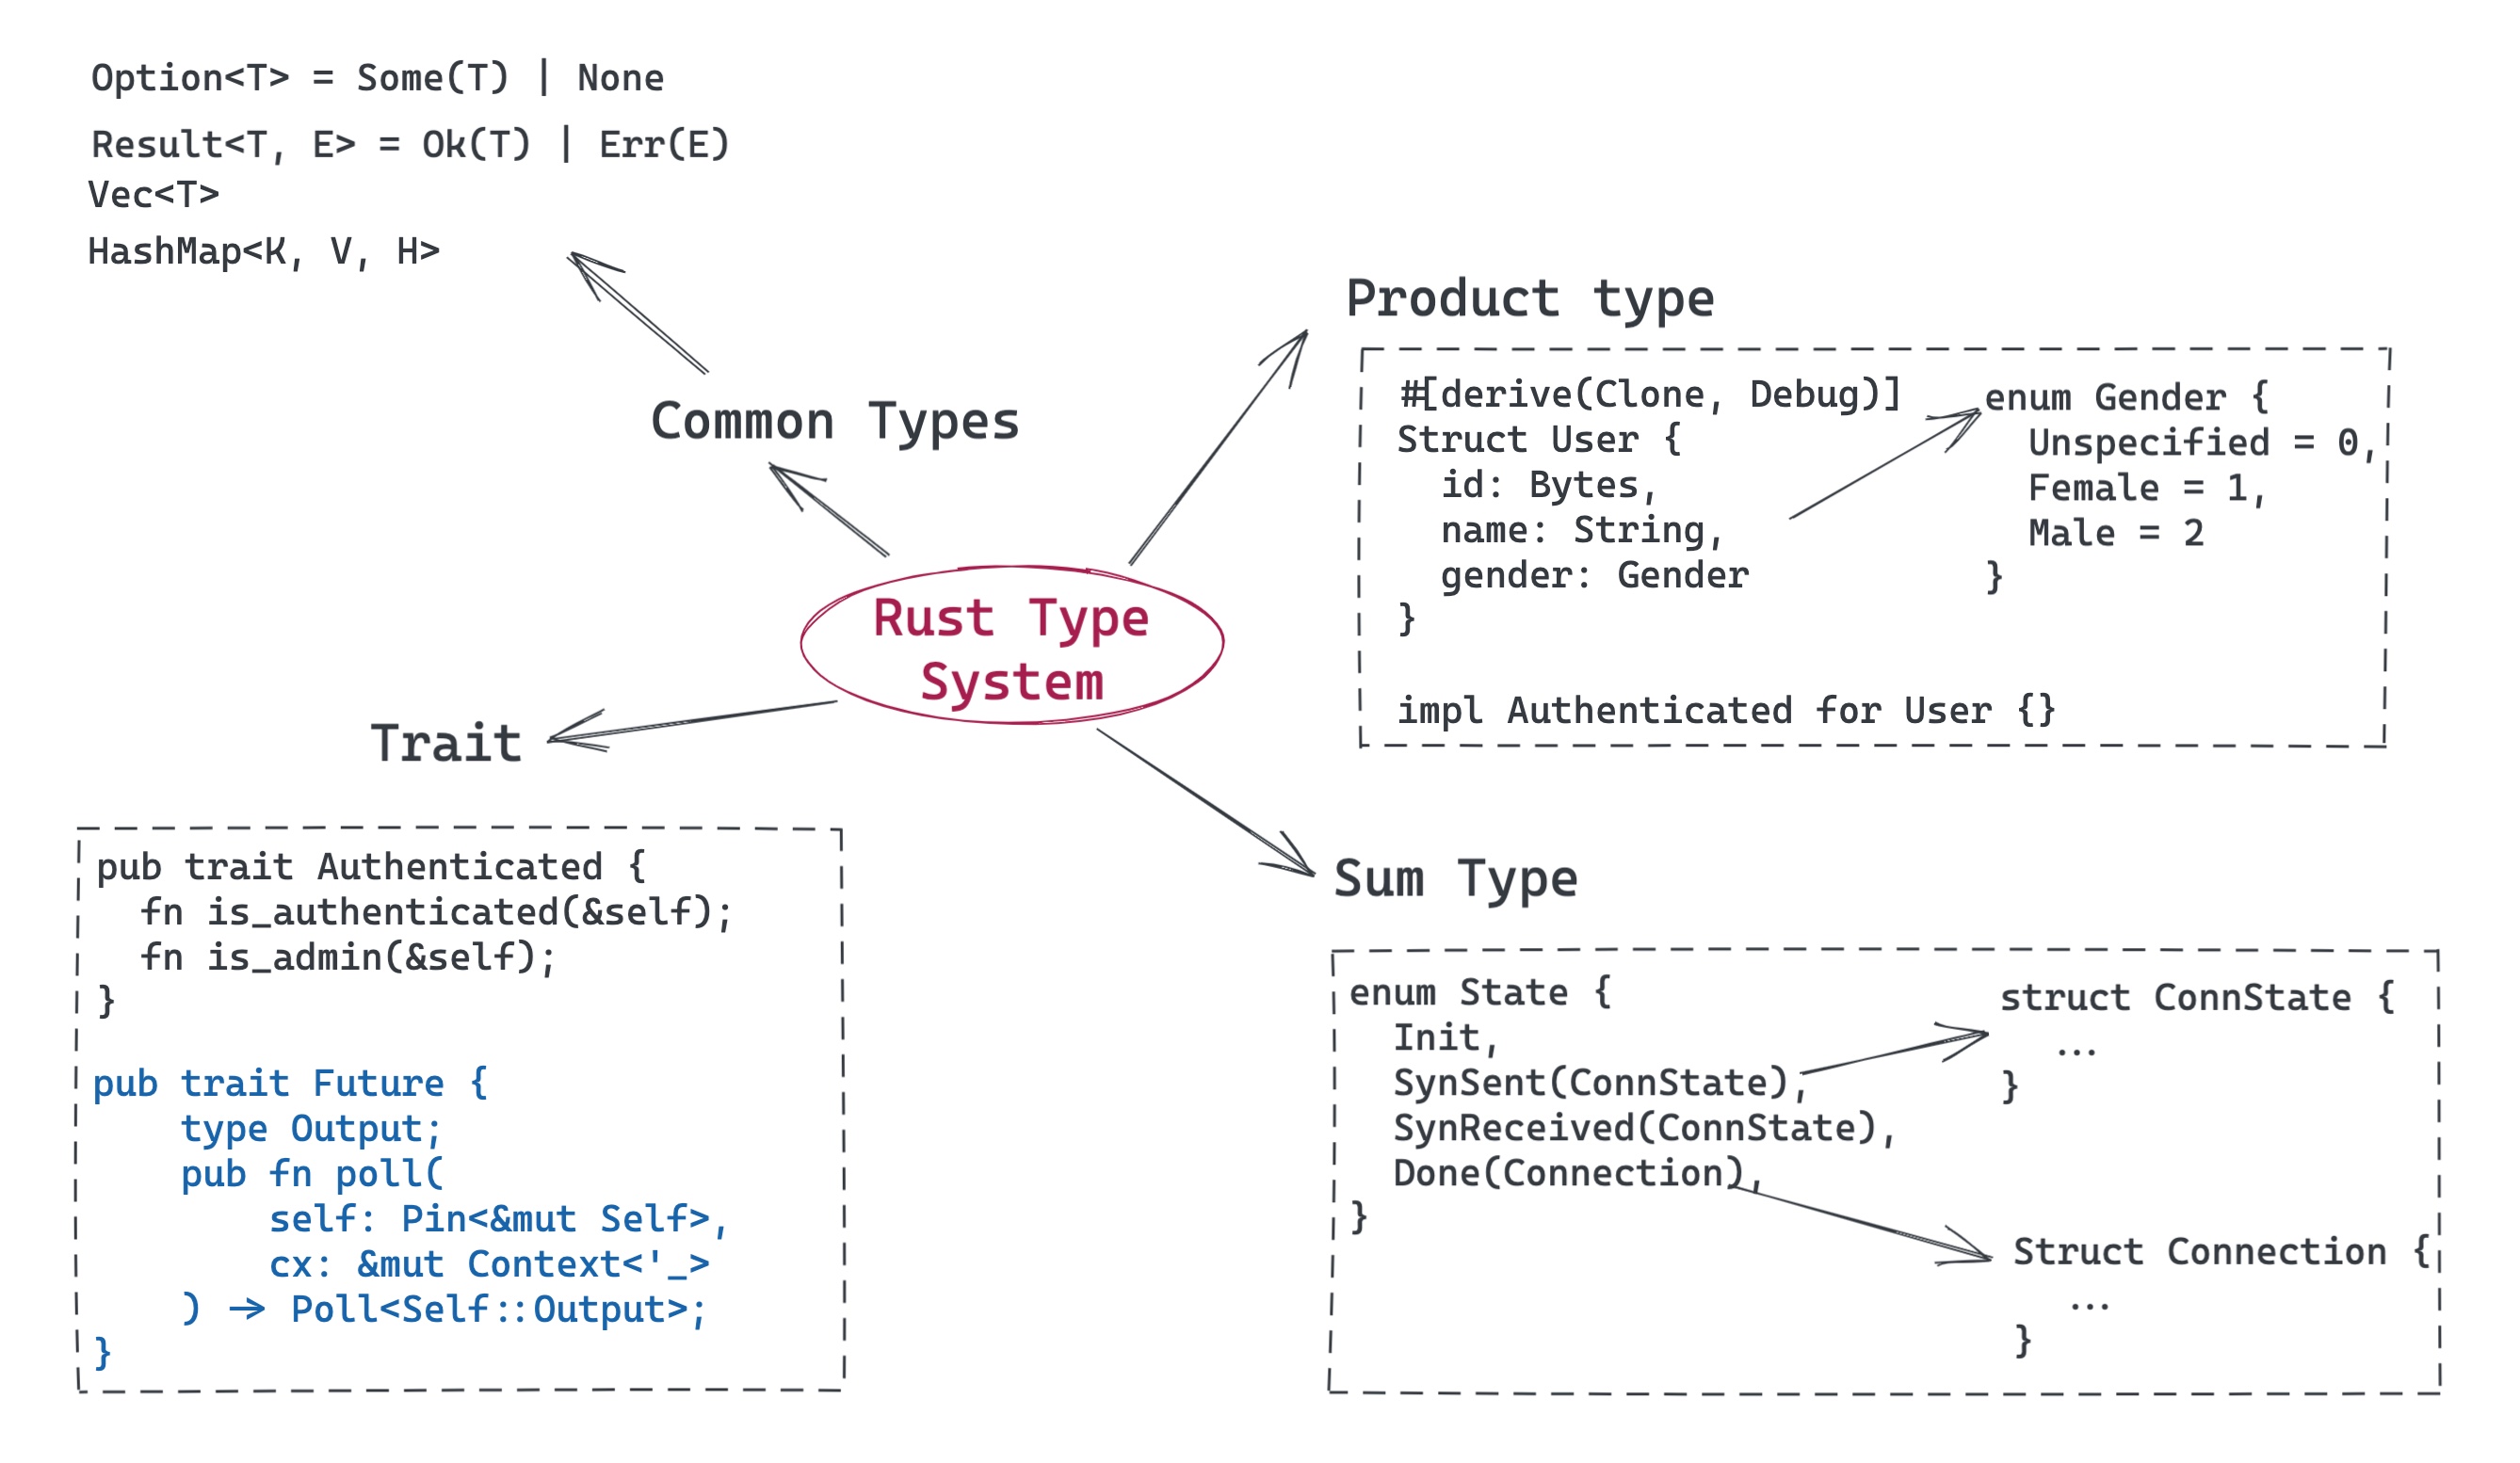 Option<T> = Some(T) | None
Result<T, E> = Ok(T) | Err(E)
Vec<T>
HashMap<K, V, H>
Common Types
Rust Type
System
Product type
#[derive(Clone, Debug)]
Struct User {
  id: Bytes,
  name: String,
  gender: Gender
}
impl Authenticated for User {}
enum Gender {
  Unspecified = 0,
  Female = 1,
  Male = 2
}
Trait
pub trait Authenticated {
  fn is_authenticated(&self);
  fn is_admin(&self);
}
pub trait Future {
    type Output;
    pub fn poll(
        self: Pin<&mut Self>,
        cx: &mut Context<'_>
    ) -> Poll<Self::Output>;
}
Sum Type
enum State {
  Init,
  SynSent(ConnState),
  SynReceived(ConnState),
  Done(Connection),
}
struct ConnState {
  ...
}
Struct Connection {
  ...
}